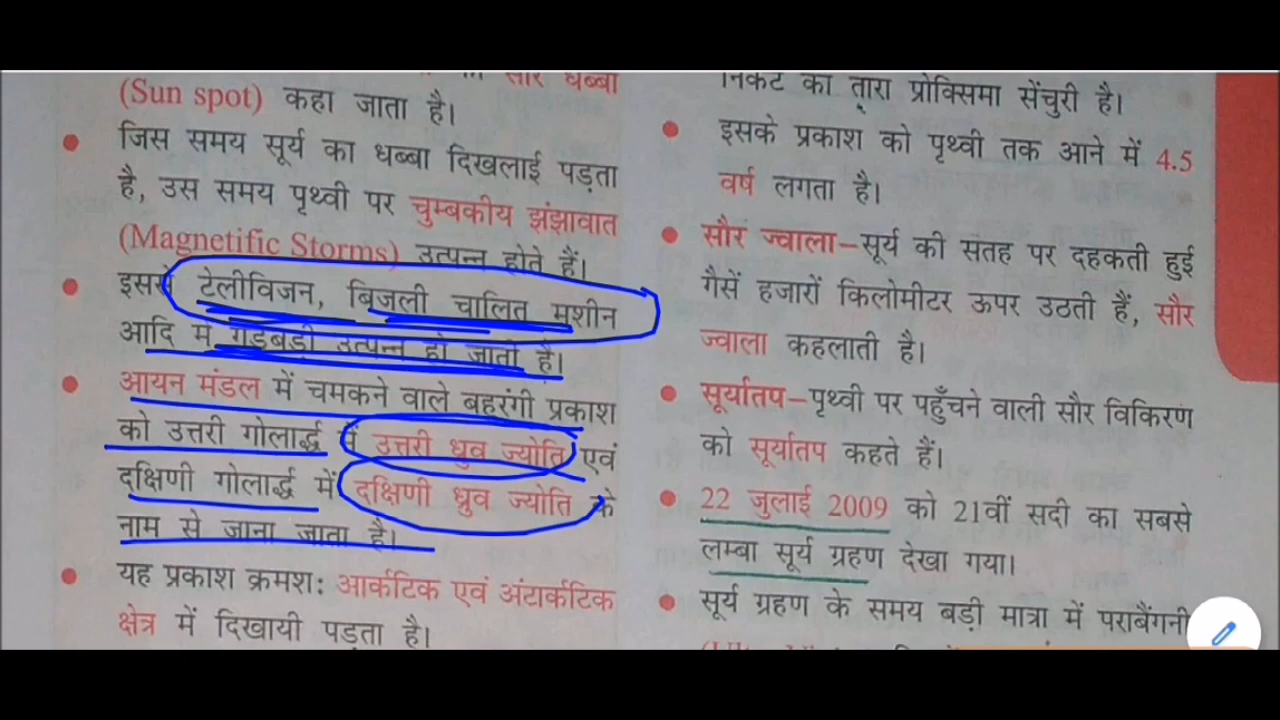 सौर धब्बा
(Sun spot) कहा जाता है।
जिस समय सूर्य का धब्बा दिखलाई पड़ता
है, उस समय पृथ्वी पर चुम्बकीय झंझावात
(Magnetific Storms) उत्पन्न होते हैं।
इससे टेलीविजन, बिजली चालित मशीन
आदि में गड़बड़ी उत्पन्न हो जाती है।
आयन मंडल में चमकने वाले बहुरंगी प्रकाश
को उत्तरी गोलार्द्ध में उत्तरी ध्रुव ज्योति एवं
दक्षिणी गोलार्द्ध में दक्षिणी ध्रुव ज्योति के
नाम से जाना जाता है।
यह प्रकाश क्रमश: आर्कटिक एवं अंटार्कटिक
क्षेत्र में दिखायी पड़ता है।
निकट का तारा प्रोक्सिमा सेंचुरी है।
इसके प्रकाश को पृथ्वी तक आने में 4.5
वर्ष लगता है।
सौर ज्वाला–सूर्य की सतह पर दहकती हुई
गैसें हजारों किलोमीटर ऊपर उठती हैं, सौर
ज्वाला कहलाती है।
सूर्यातप–पृथ्वी पर पहुँचने वाली सौर विकिरण
को सूर्यातप कहते हैं।
22 जुलाई 2009 को 21वीं सदी का सबसे
लम्बा सूर्य ग्रहण देखा गया।
सूर्य ग्रहण के समय बड़ी मात्रा में पराबैंगनी